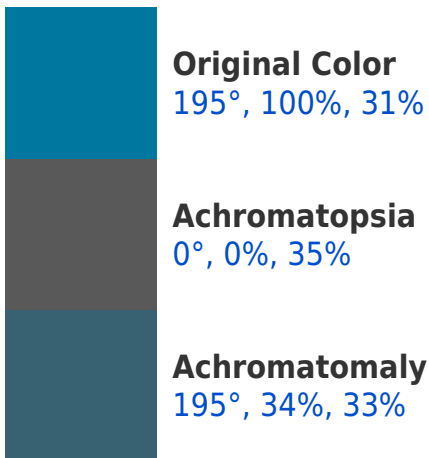 Original Color
195°, 100%, 31%
Achromatopsia
0°, 0%, 35%
Achromatomaly
195°, 34%, 33%